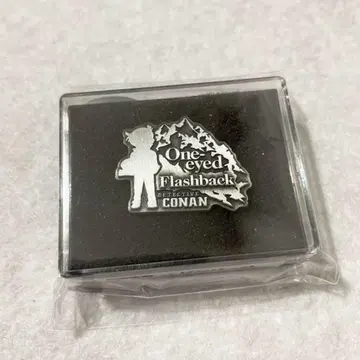 One-
eyed
Flashback
DETECTIVE
CONAN